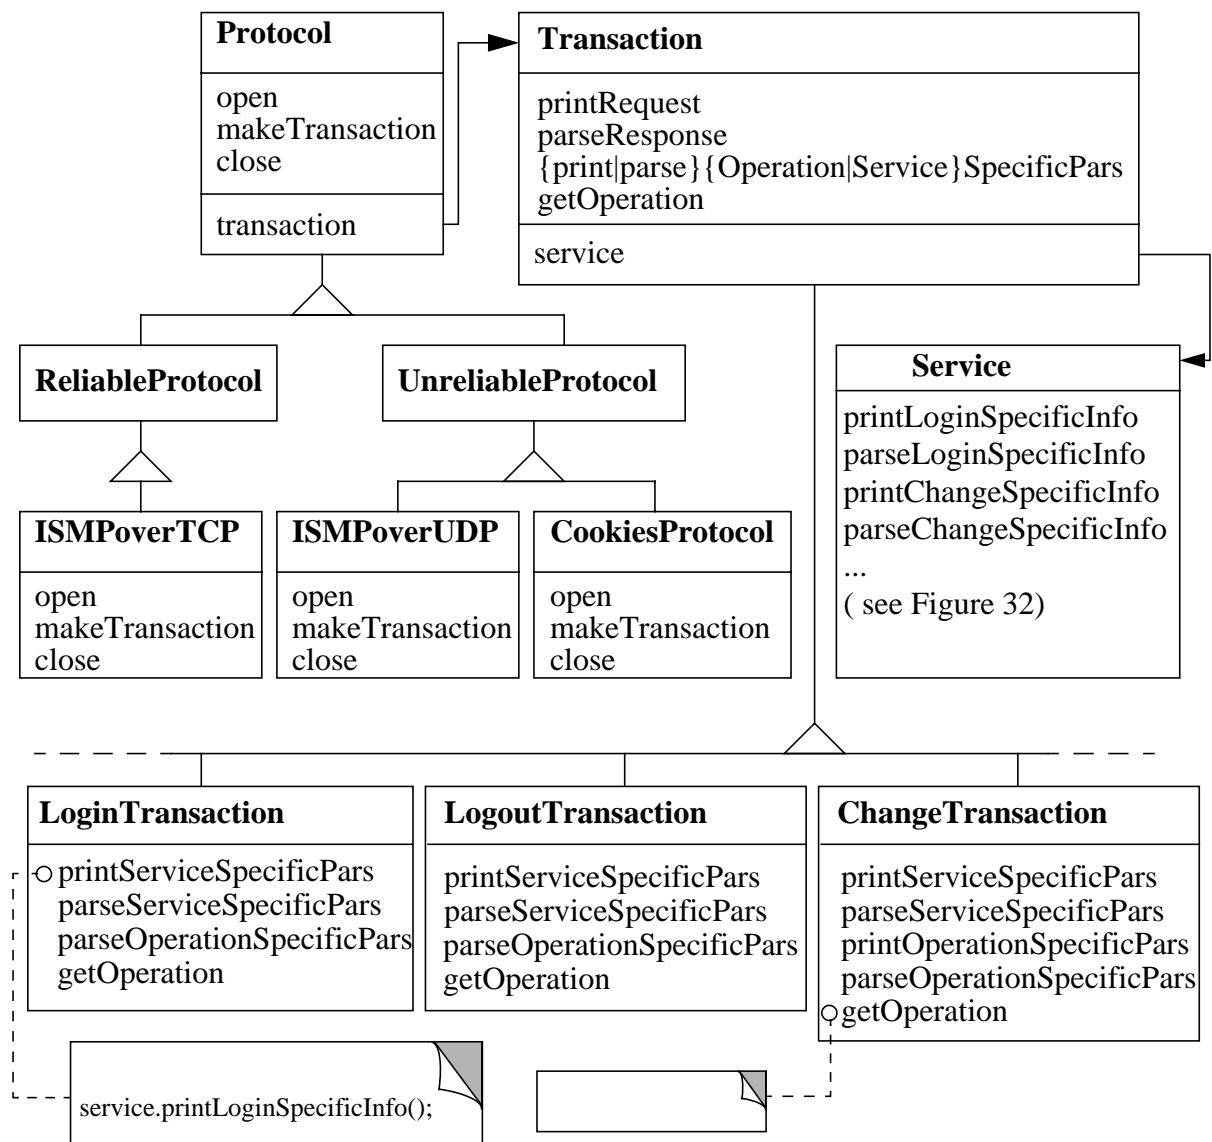 Protocol
open
makeTransaction
close
transaction
Transaction
printRequest
parseResponse
{print|parse}{Operation|Service}SpecificPars
getOperation
service
ReliableProtocol
UnreliableProtocol
Service
printLoginSpecificInfo
parseLoginSpecificInfo
printChangeSpecificInfo
parseChangeSpecificInfo
...
( see Figure 32)
ISMPoverTCP
open
makeTransaction
close
ISMPoverUDP
open
makeTransaction
close
CookiesProtocol
open
makeTransaction
close
LoginTransaction
printServiceSpecificPars
parseServiceSpecificPars
parseOperationSpecificPars
getOperation
LogoutTransaction
printServiceSpecificPars
parseServiceSpecificPars
parseOperationSpecificPars
getOperation
ChangeTransaction
printServiceSpecificPars
parseServiceSpecificPars
printOperationSpecificPars
parseOperationSpecificPars
getOperation
service.printLoginSpecificInfo();